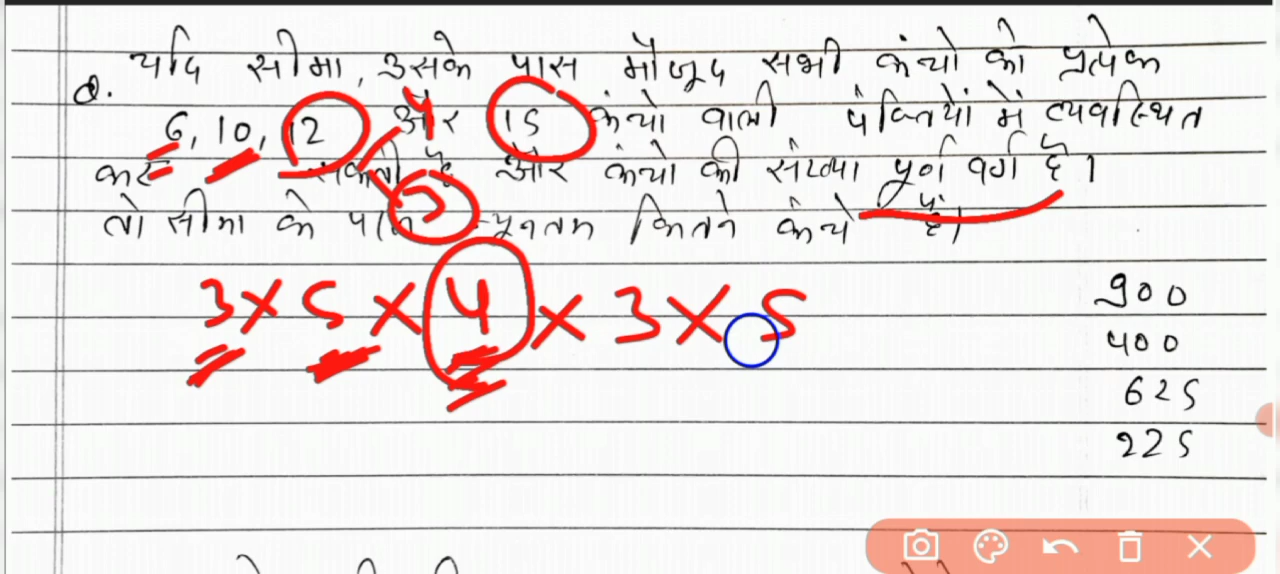 यदि सीमा, उसके पास मौजूद सभी कंचो को प्रत्येक
Q.
6, 10, 12 और 15 कंचो वाली पंक्तियों में व्यवस्थित
4
कर सकती है और कंचो की संख्या पूर्ण वर्ग है।
तो सीमा के पास न्यूनतम कितने कंचे हैं।
3 × 5 × 4 × 3 × 5
900
400
625
225